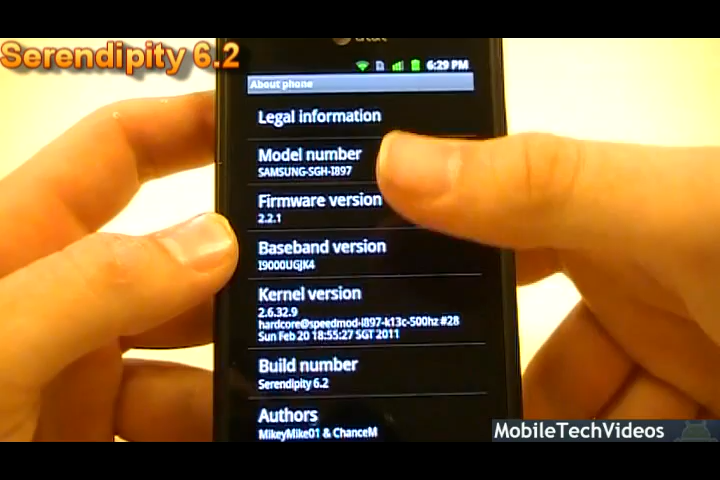 Serendipity 6.2
at&t
6:29 PM
About phone
Legal information
Model number
SAMSUNG-SGH-I897
Firmware version
2.2.1
Baseband version
I9000UGJK4
Kernel version
2.6.32.9
hardcore@speedmod-i897-k13c-500hz #28
Sun Feb 20 18:55:27 SGT 2011
Build number
Serendipity 6.2
Authors
MikeyMike01 & ChanceM
MobileTechVideos